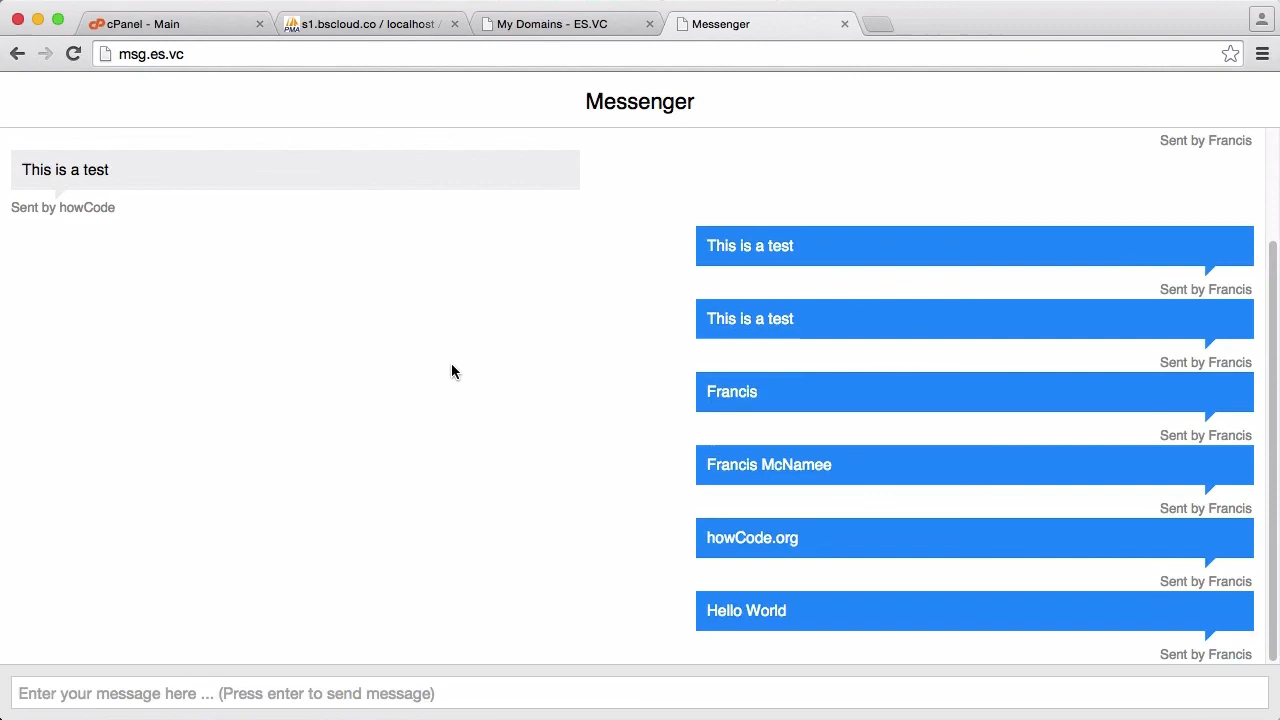 cPanel - Main
s1.bscloud.co / localhost /
My Domains - ES.VC
Messenger
msg.es.vc
Messenger
Sent by Francis
This is a test
Sent by howCode
This is a test
Sent by Francis
This is a test
Sent by Francis
Francis
Sent by Francis
Francis McNamee
Sent by Francis
howCode.org
Sent by Francis
Hello World
Sent by Francis
Enter your message here ... (Press enter to send message)